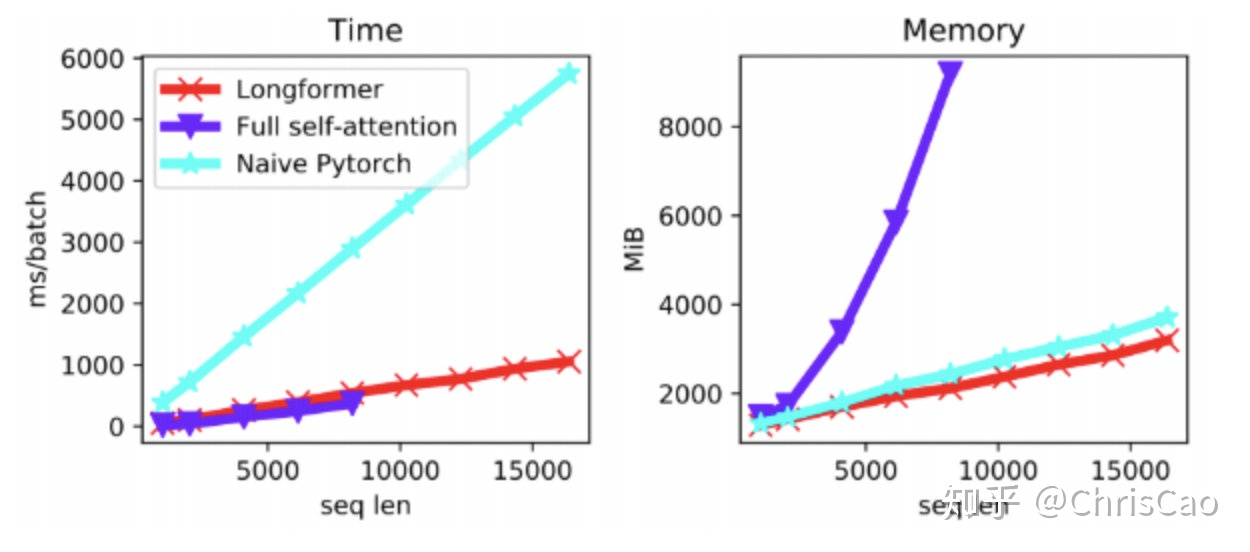 Time
6000
5000
4000
3000
2000
1000
0
ms/batch
Longformer
Full self-attention
Naive Pytorch
5000 10000 15000
seq len
Memory
8000
6000
4000
2000
MiB
5000 10000 15000
seq len
知乎 @ChrisCao